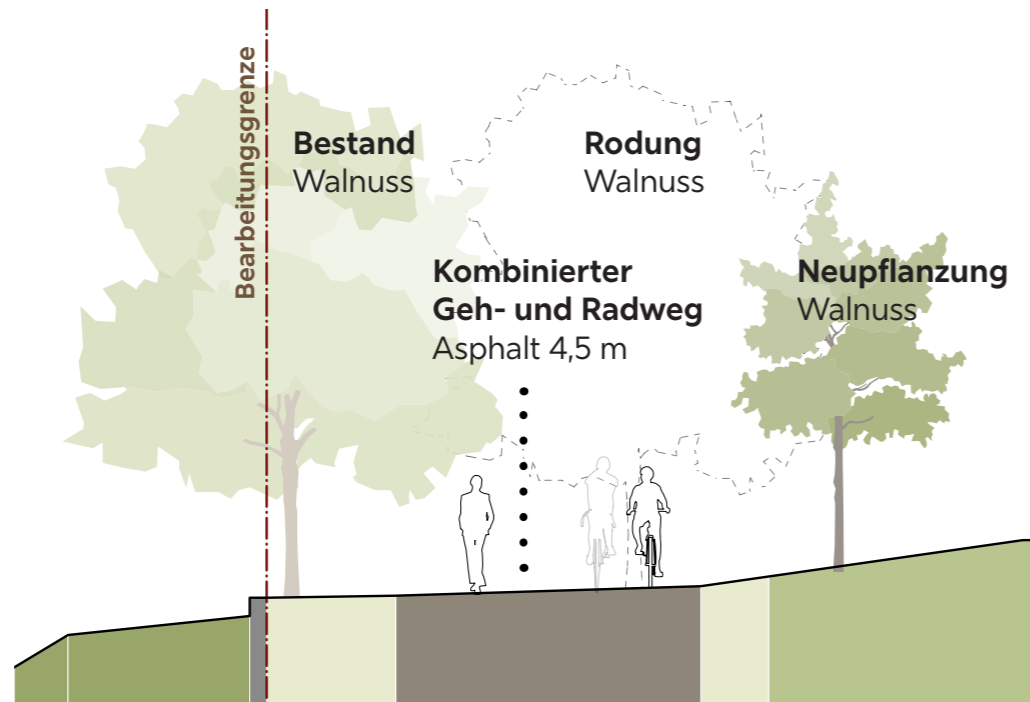 Bearbeitungsgrenze
Bestand
Walnuss
Rodung
Walnuss
Kombinierter
Geh- und Radweg
Asphalt 4,5 m
Neupflanzung
Walnuss